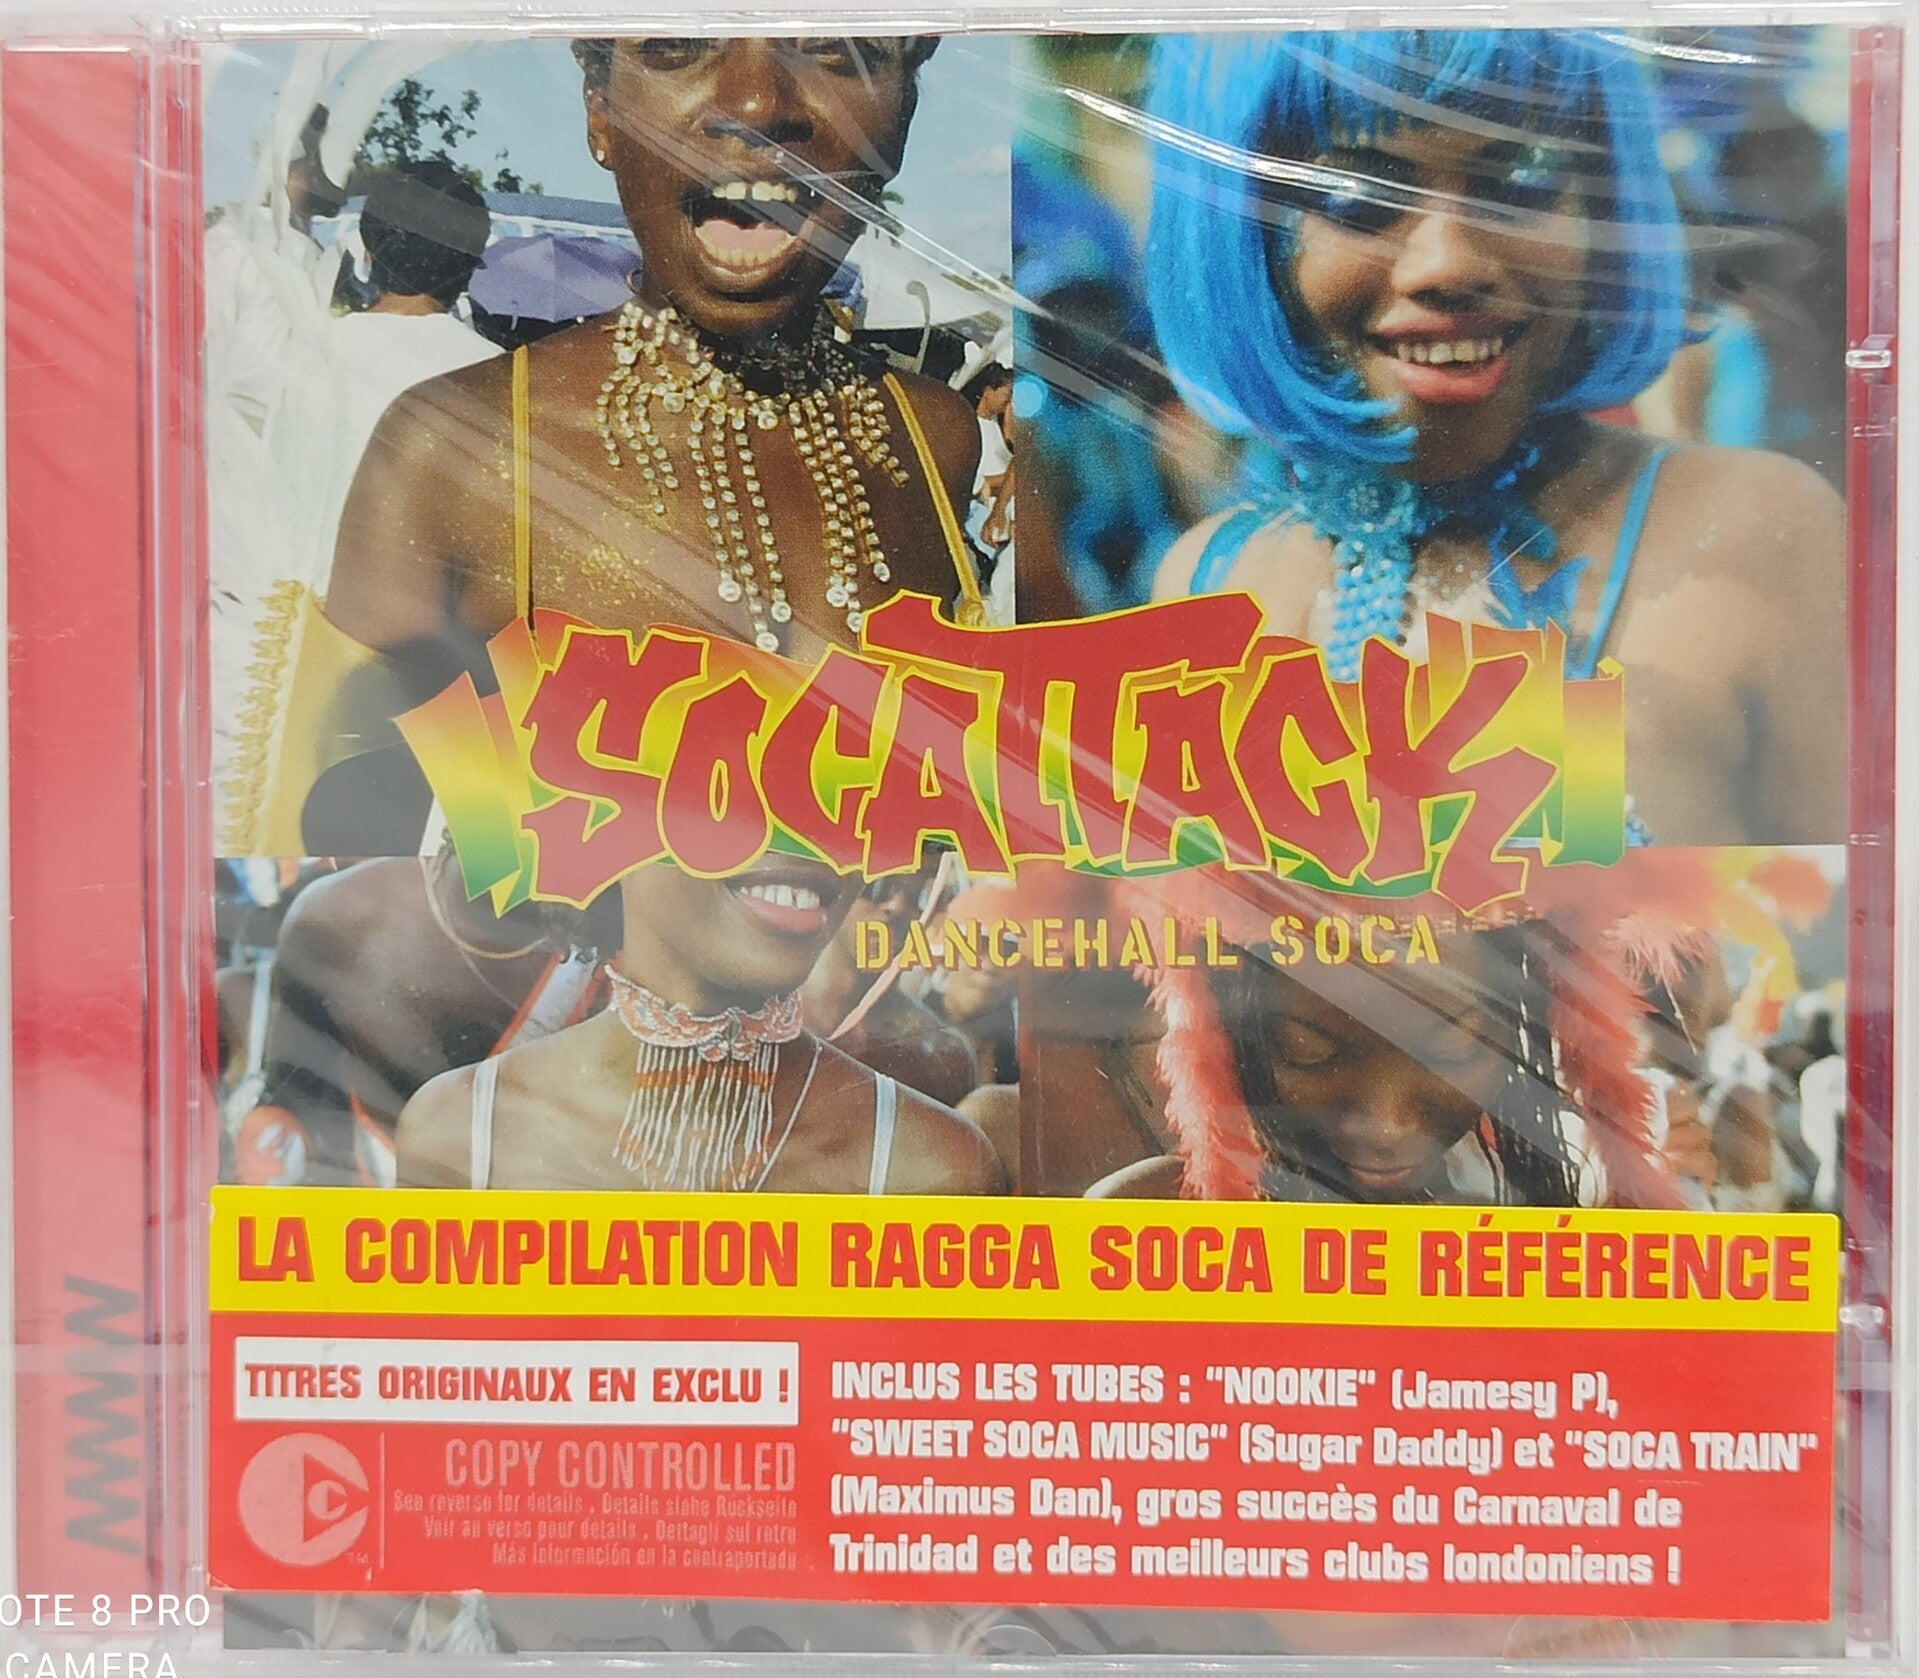 SOCATTACK
DANCEHALL SOCA
LA COMPILATION RAGGA SOCA DE RÉFÉRENCE
TITRES ORIGINAUX EN EXCLU !
COPY CONTROLLED
See reverse for details . Details siehe Rückseite
Voir au verso pour détails . Dettagli sul retro
Más información en la contraportada
INCLUS LES TUBES : "NOOKIE" (Jamesy P),
"SWEET SOCA MUSIC" (Sugar Daddy) et "SOCA TRAIN"
(Maximus Dan), gros succès du Carnaval de
Trinidad et des meilleurs clubs londoniens !
OTE 8 PRO
CAMERA